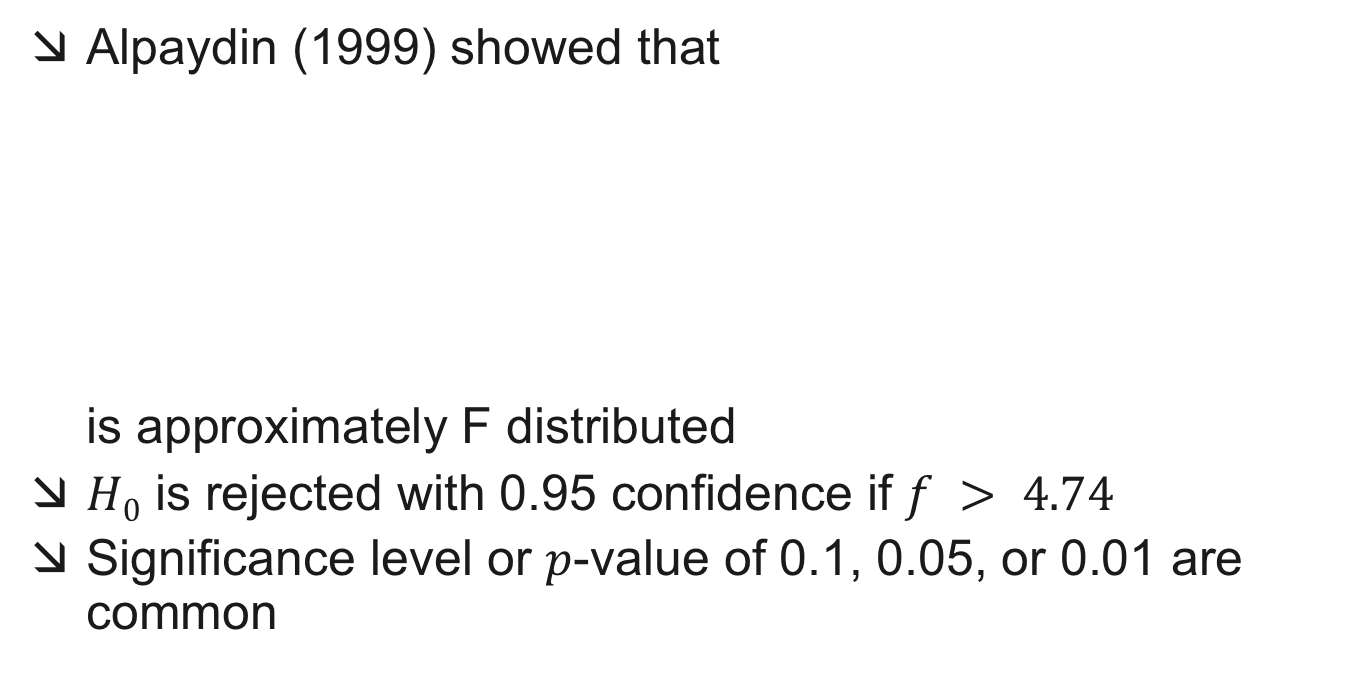 ↘ Alpaydin (1999) showed that
is approximately F distributed
↘ H₀ is rejected with 0.95 confidence if f > 4.74
↘ Significance level or p-value of 0.1, 0.05, or 0.01 are
common